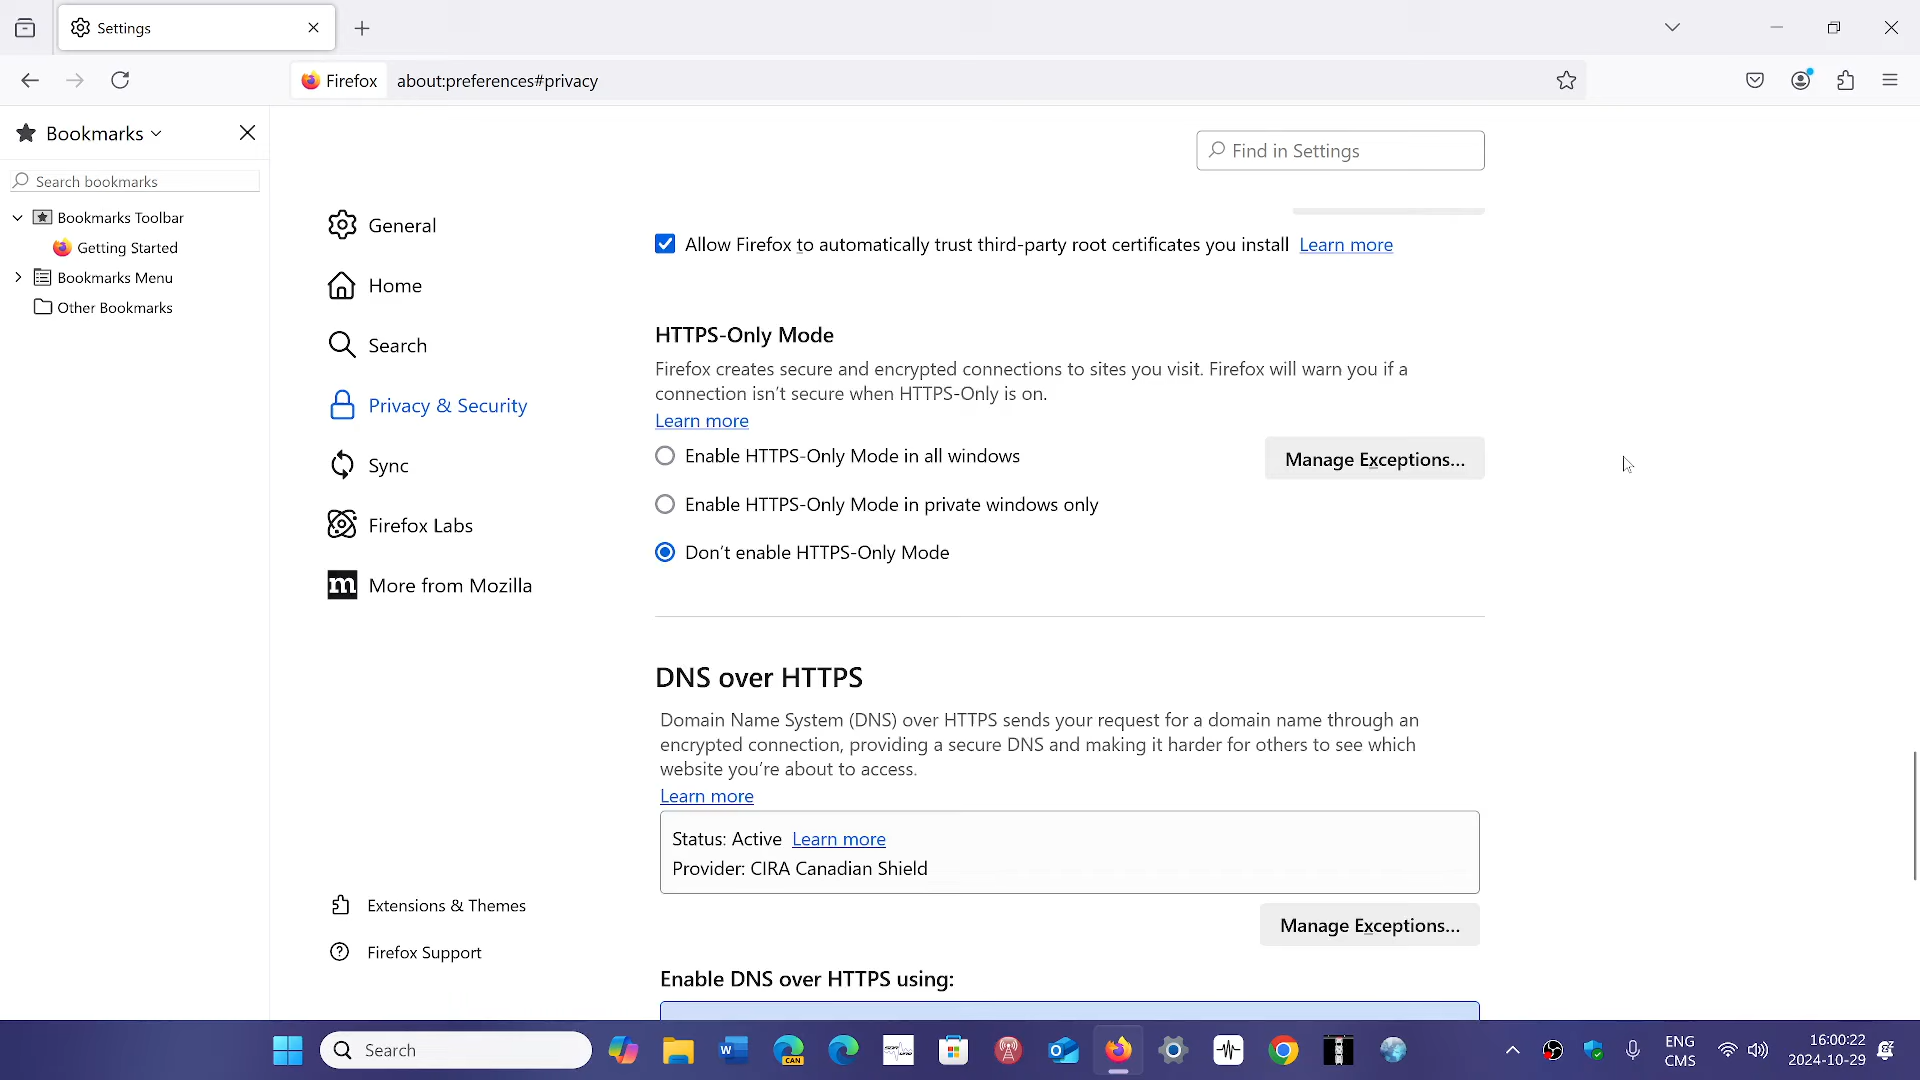 Settings
Firefox
about:preferences#privacy
Bookmarks
Search bookmarks
Bookmarks Toolbar
Getting Started
Bookmarks Menu
Other Bookmarks
Find in Settings
General
Home
Search
Privacy & Security
Sync
Firefox Labs
More from Mozilla
Extensions & Themes
Firefox Support
Allow Firefox to automatically trust third-party root certificates you install Learn more
HTTPS-Only Mode
Firefox creates secure and encrypted connections to sites you visit. Firefox will warn you if a
connection isn’t secure when HTTPS-Only is on.
Learn more
Enable HTTPS-Only Mode in all windows
Manage Exceptions...
Enable HTTPS-Only Mode in private windows only
Don’t enable HTTPS-Only Mode
DNS over HTTPS
Domain Name System (DNS) over HTTPS sends your request for a domain name through an
encrypted connection, providing a secure DNS and making it harder for others to see which
website you’re about to access.
Learn more
Status: Active Learn more
Provider: CIRA Canadian Shield
Manage Exceptions...
Enable DNS over HTTPS using:
Search
CAN
ENG
CMS
16:00:22
2024-10-29